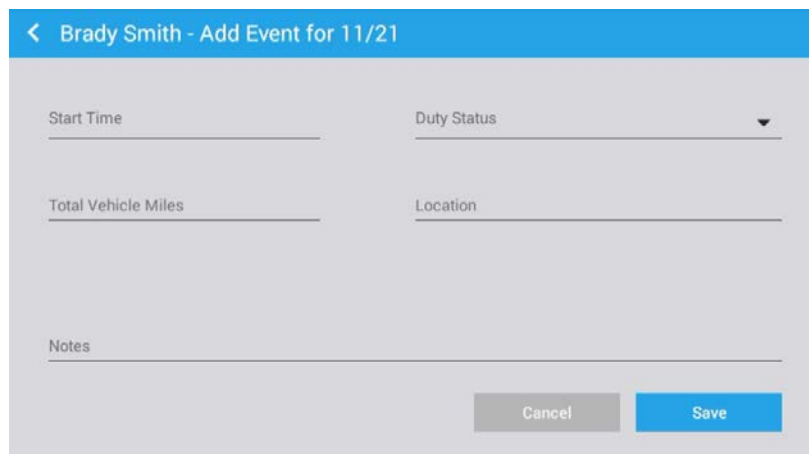 Brady Smith - Add Event for 11/21
Start Time
Duty Status
Total Vehicle Miles
Location
Notes
Cancel
Save